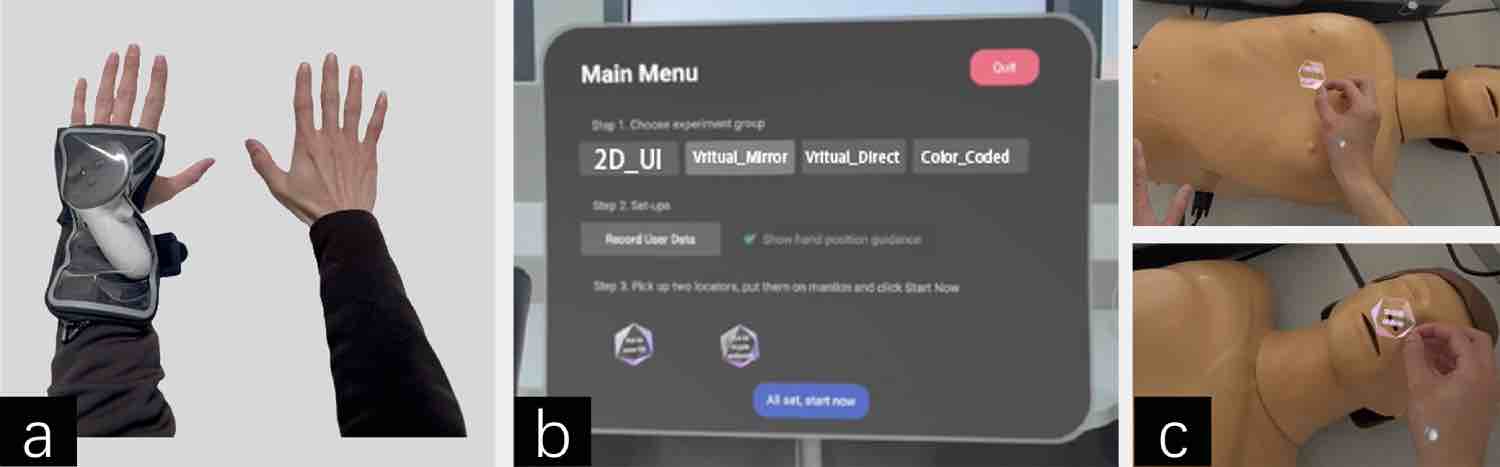 a
b
c
Main Menu
Quit
Step 1. Choose experiment group
2D_UI
Vritual_Mirror
Vritual_Direct
Color_Coded
Step 2. Set-ups
Record User Data
Show hand position guidance
Step 3. Pick up two locators, put them on manikin and click Start Now
All set, start now